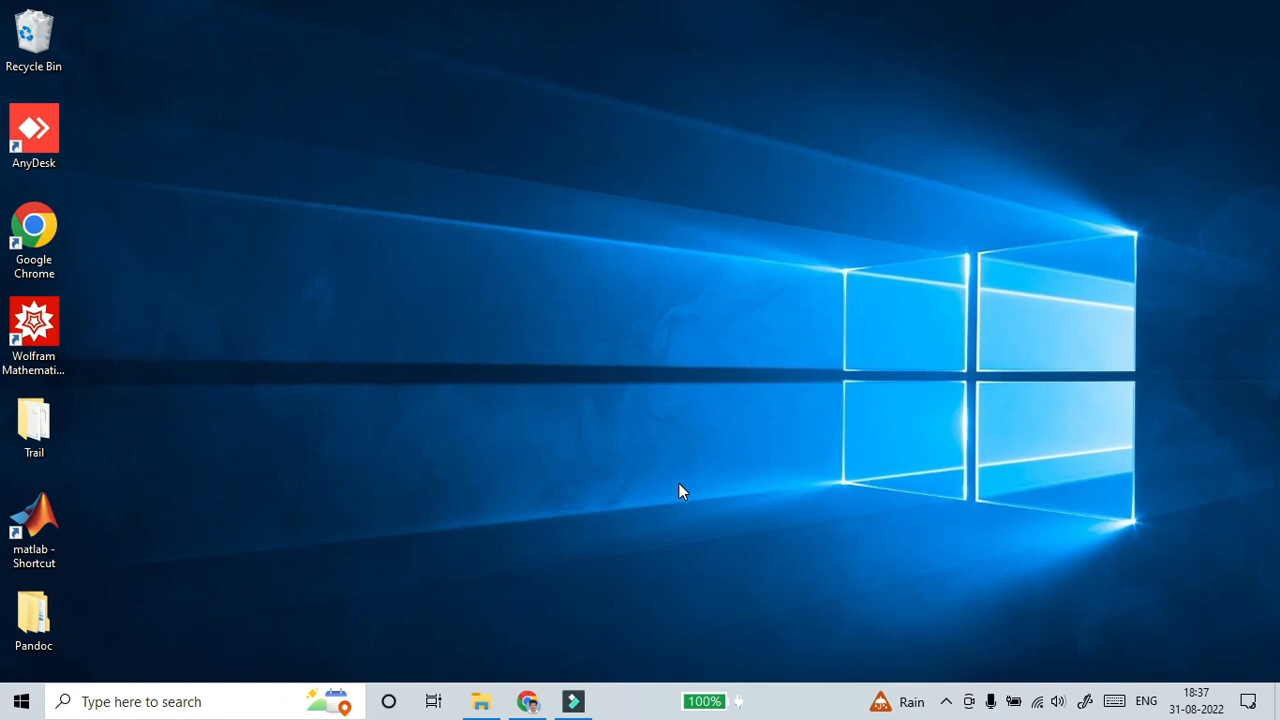 Recycle Bin
AnyDesk
Google
Chrome
Wolfram
Mathemati...
Trail
matlab -
Shortcut
Pandoc
Type here to search
100%
Rain
ENG
18:37
31-08-2022